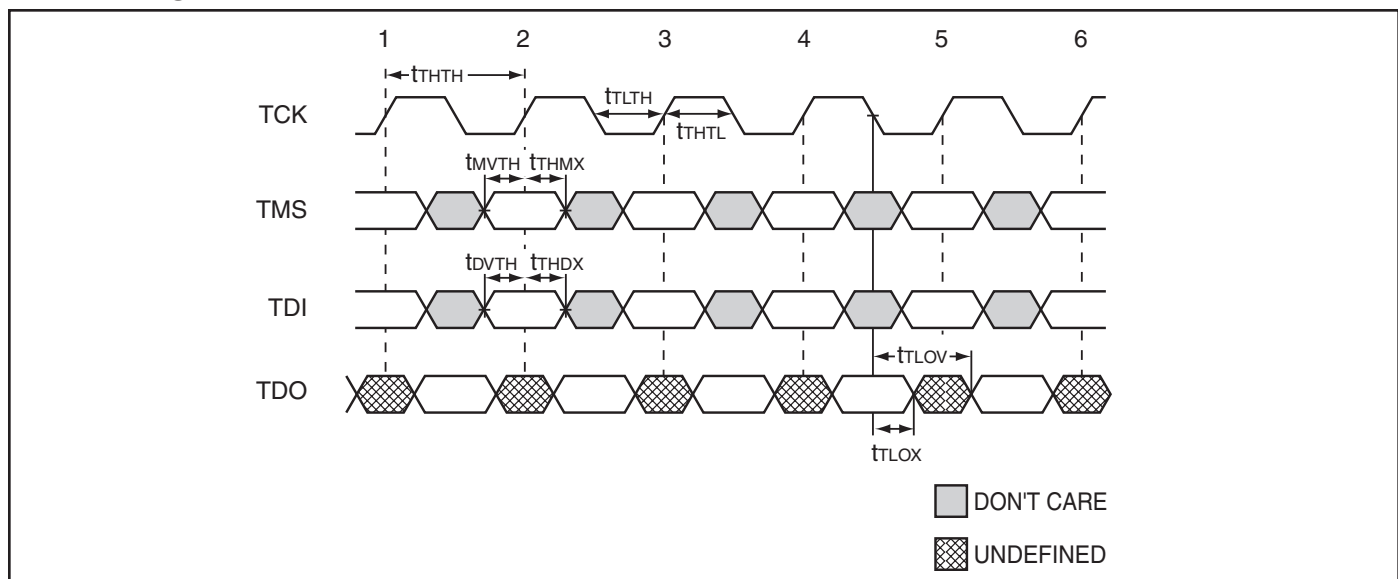 1 2 3 4 5 6
tTHTH
TCK
tTLTH
tTHTL
tMVTH tTHMX
TMS
tDVTH tTHDX
TDI
tTLOV
TDO
tTLOX
DON'T CARE
UNDEFINED